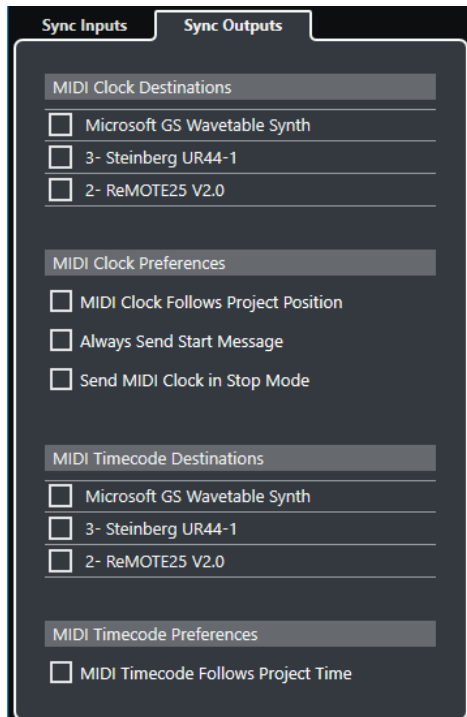 Sync Inputs
Sync Outputs
MIDI Clock Destinations
Microsoft GS Wavetable Synth
3- Steinberg UR44-1
2- ReMOTE25 V2.0
MIDI Clock Preferences
MIDI Clock Follows Project Position
Always Send Start Message
Send MIDI Clock in Stop Mode
MIDI Timecode Destinations
Microsoft GS Wavetable Synth
3- Steinberg UR44-1
2- ReMOTE25 V2.0
MIDI Timecode Preferences
MIDI Timecode Follows Project Time